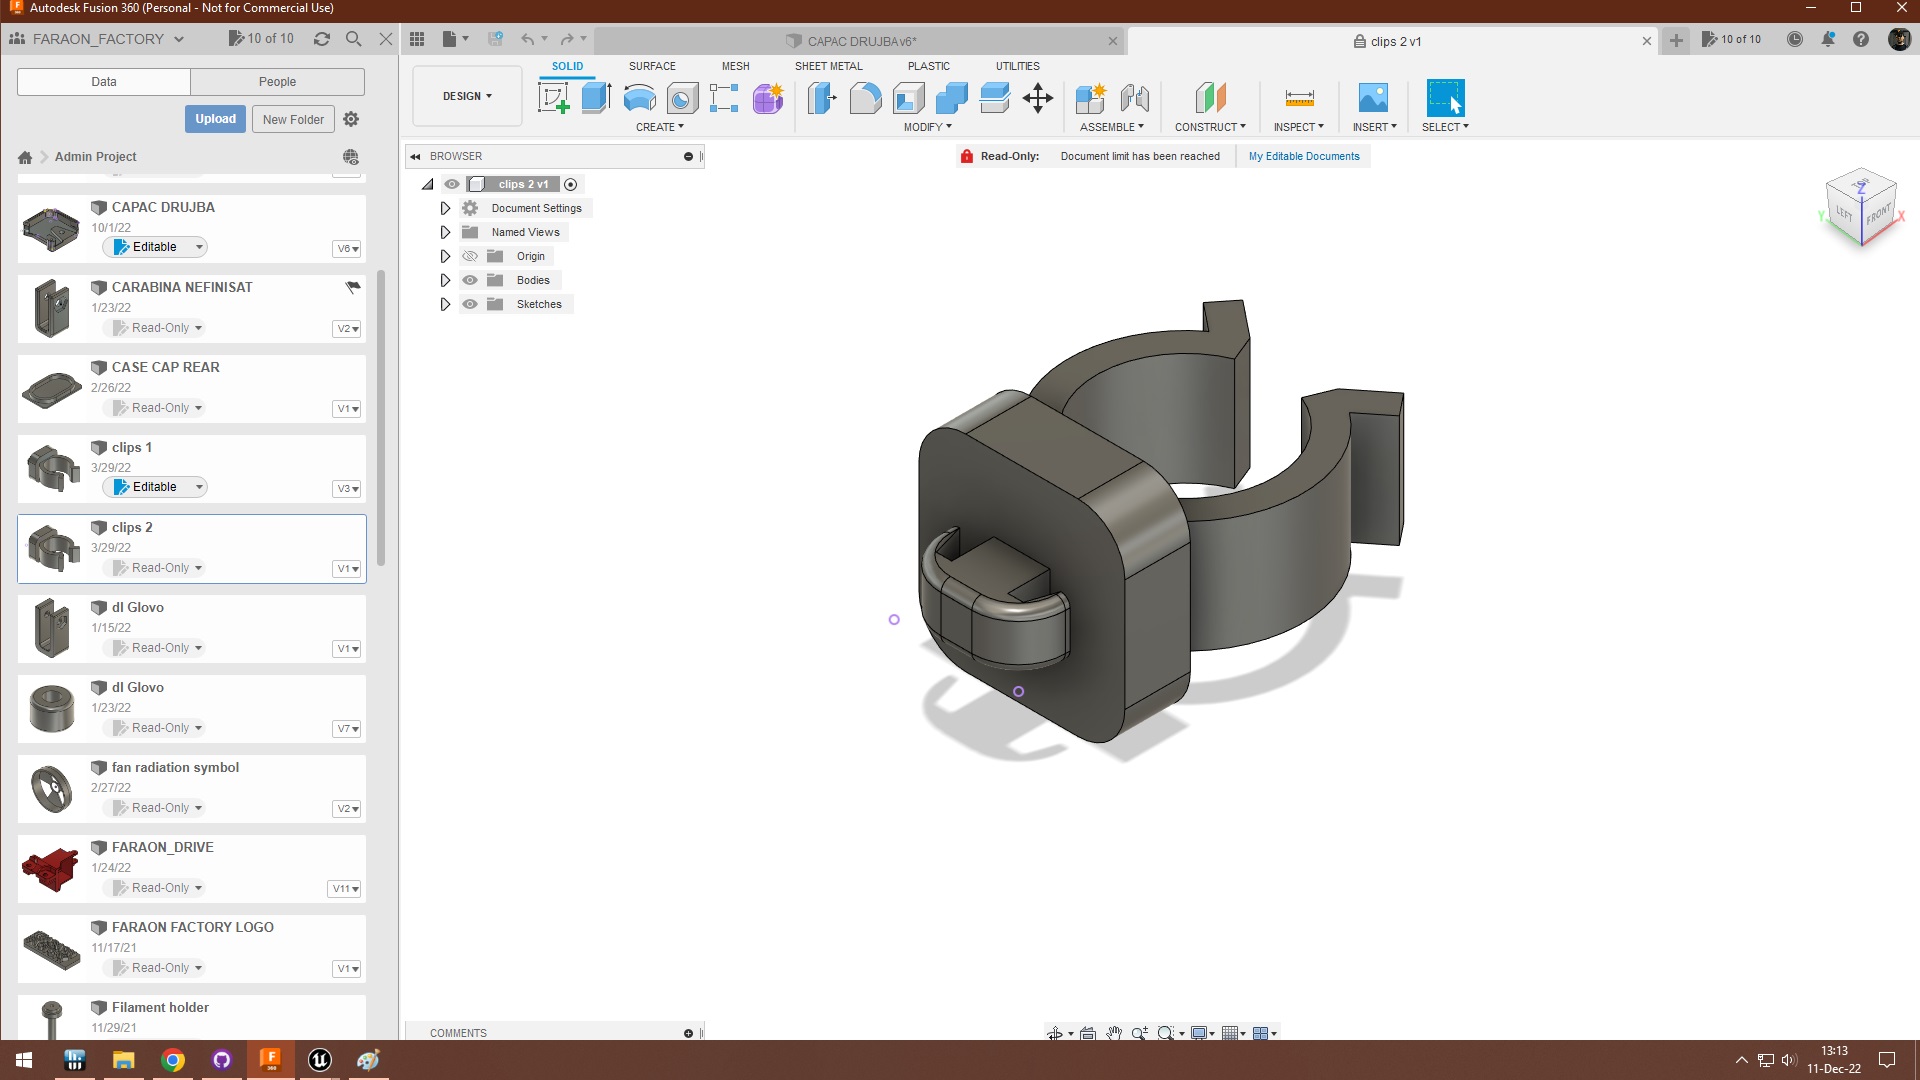 Autodesk Fusion 360 (Personal - Not for Commercial Use)
FARAON_FACTORY
10 of 10
CAPAC DRUJBA v6*
clips 2 v1
10 of 10
Data
People
Upload
New Folder
Admin Project
DESIGN
SOLID
SURFACE
MESH
SHEET METAL
PLASTIC
UTILITIES
CREATE
MODIFY
ASSEMBLE
CONSTRUCT
INSPECT
INSERT
SELECT
BROWSER
Read-Only: Document limit has been reached
My Editable Documents
clips 2 v1
Document Settings
Named Views
Origin
Bodies
Sketches
CAPAC DRUJBA
10/1/22
Editable
V6
CARABINA NEFINISAT
1/23/22
Read-Only
V2
CASE CAP REAR
2/26/22
Read-Only
V1
clips 1
3/29/22
Editable
V3
clips 2
3/29/22
Read-Only
V1
dl Glovo
1/15/22
Read-Only
V1
dl Glovo
1/23/22
Read-Only
V7
fan radiation symbol
2/27/22
Read-Only
V2
FARAON_DRIVE
1/24/22
Read-Only
V11
FARAON FACTORY LOGO
11/17/21
Read-Only
V1
Filament holder
11/29/21
Z
LEFT
FRONT
Y
X
COMMENTS
13:13
11-Dec-22